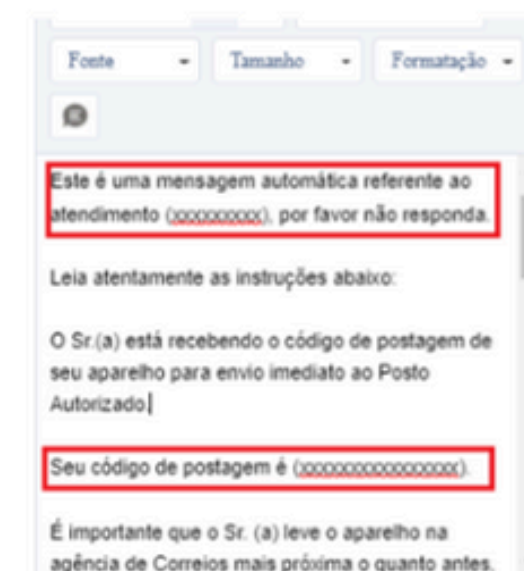 Fonte Tamanho Formatação
Este é uma mensagem automática referente ao
atendimento (xxxxxxxxxx), por favor não responda.
Leia atentamente as instruções abaixo:
O Sr.(a) está recebendo o código de postagem de
seu aparelho para envio imediato ao Posto
Autorizado
Seu código de postagem é (xxxxxxxxxxxxxxxxx).
É importante que o Sr. (a) leve o aparelho na
agência de Correios mais próxima o quanto antes,